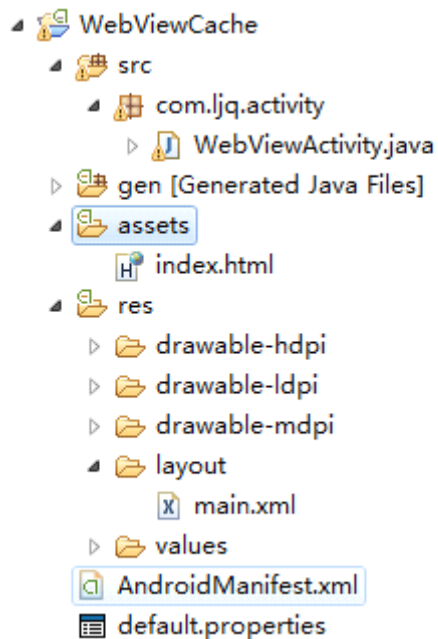 WebViewCache
src
com.ljq.activity
WebViewActivity.java
gen [Generated Java Files]
assets
index.html
res
drawable-hdpi
drawable-ldpi
drawable-mdpi
layout
main.xml
values
AndroidManifest.xml
default.properties